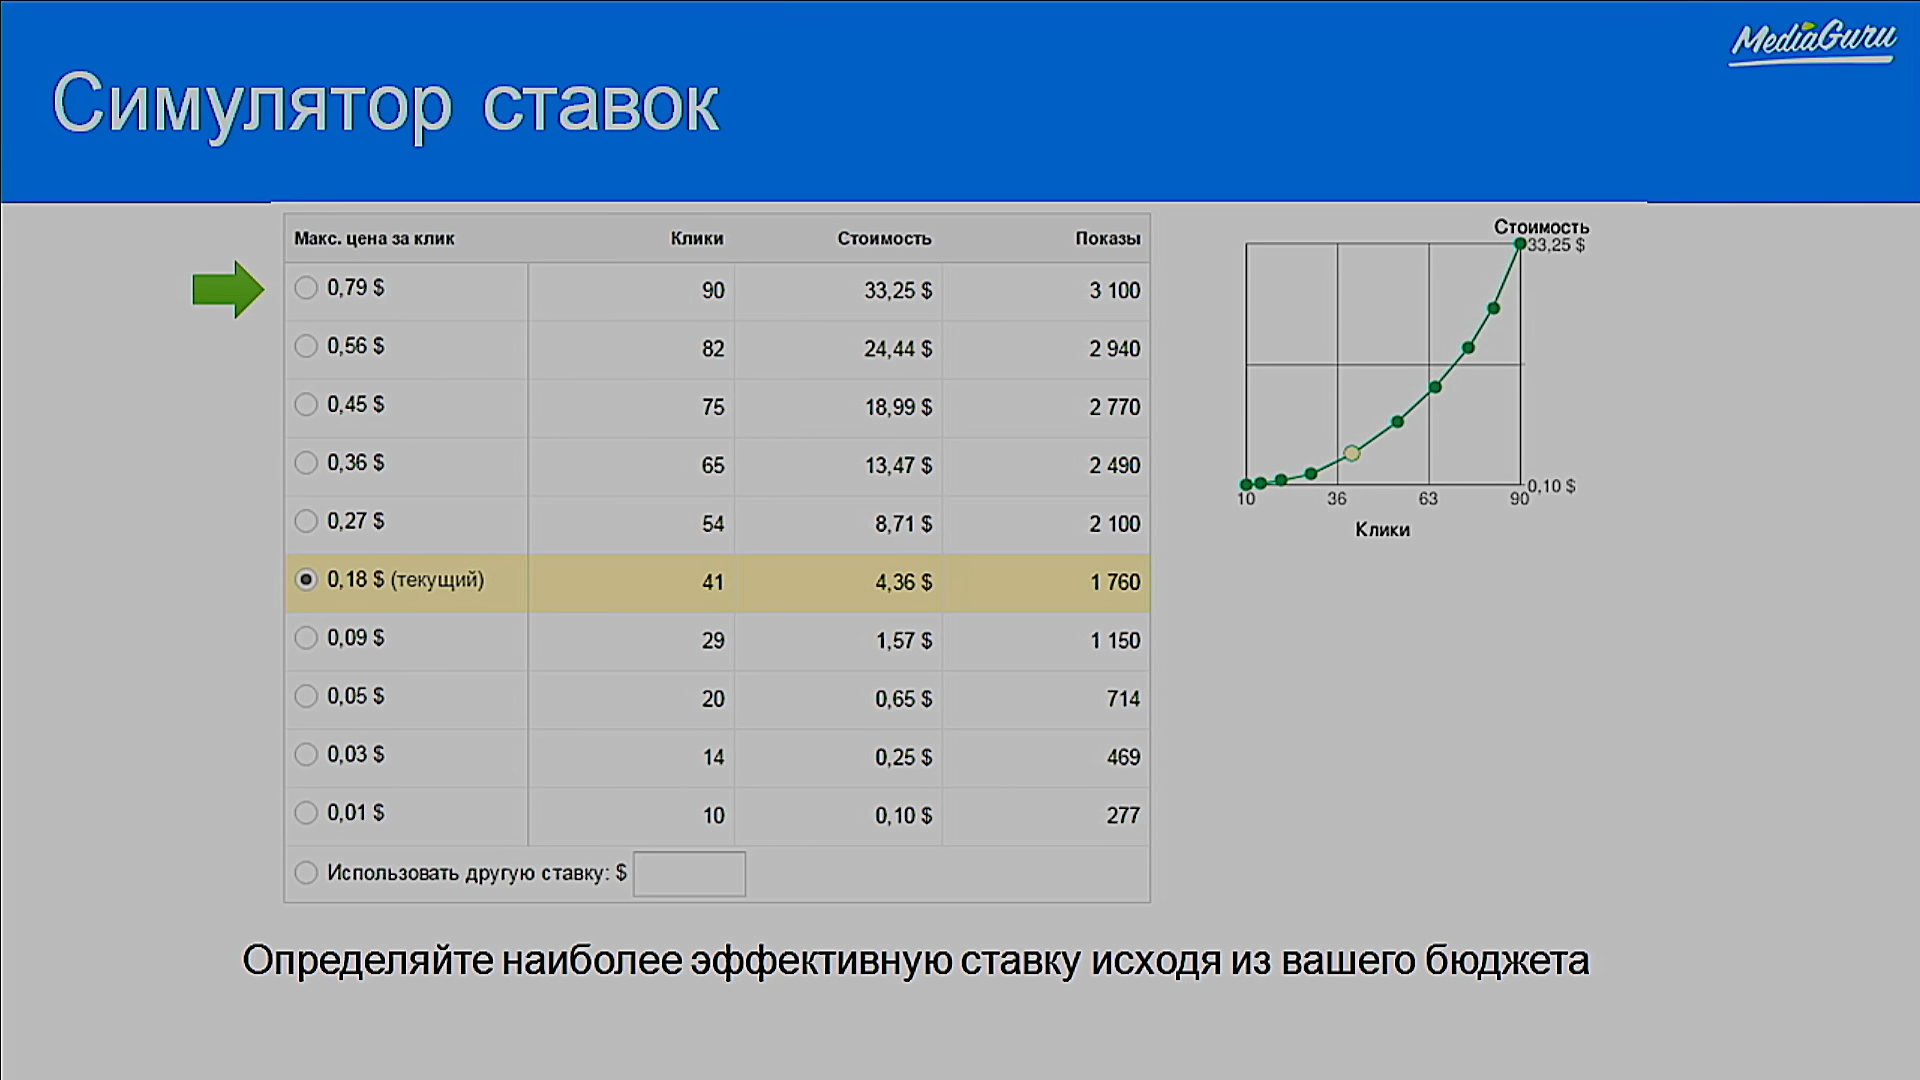 MediaGuru
Симулятор ставок
Макс. цена за клик Клики Стоимость Показы
0,79 $ 90 33,25 $ 3 100
0,56 $ 82 24,44 $ 2 940
0,45 $ 75 18,99 $ 2 770
0,36 $ 65 13,47 $ 2 490
0,27 $ 54 8,71 $ 2 100
0,18 $ (текущий) 41 4,36 $ 1 760
0,09 $ 29 1,57 $ 1 150
0,05 $ 20 0,65 $ 714
0,03 $ 14 0,25 $ 469
0,01 $ 10 0,10 $ 277
Использовать другую ставку: $
Стоимость
33,25 $
0,10 $
10 36 63 90
Клики
Определяйте наиболее эффективную ставку исходя из вашего бюджета